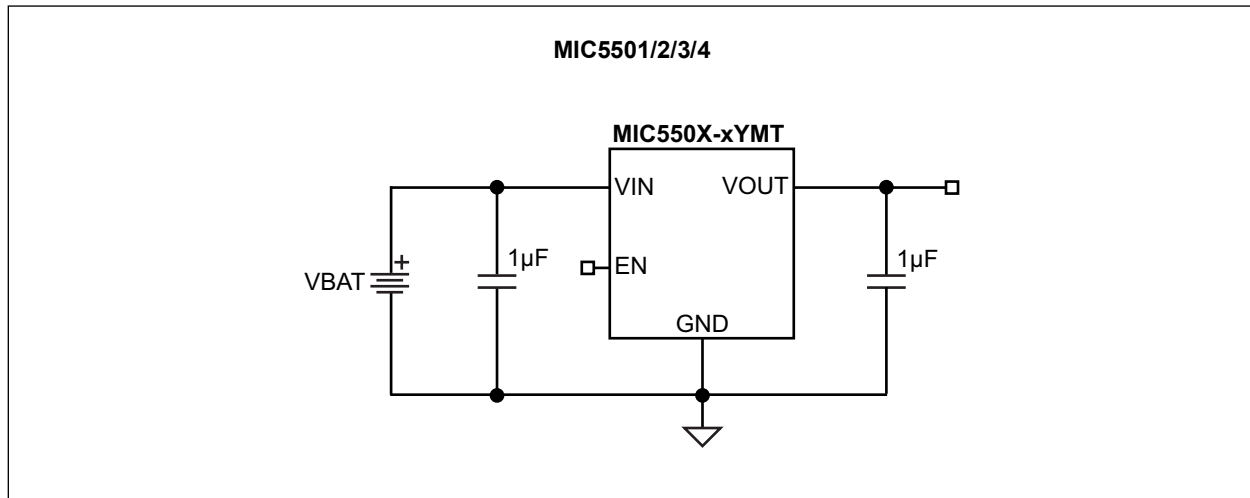 MIC5501/2/3/4
MIC550X-xYMT
VIN
VOUT
+
VBAT
1µF
EN
1µF
GND